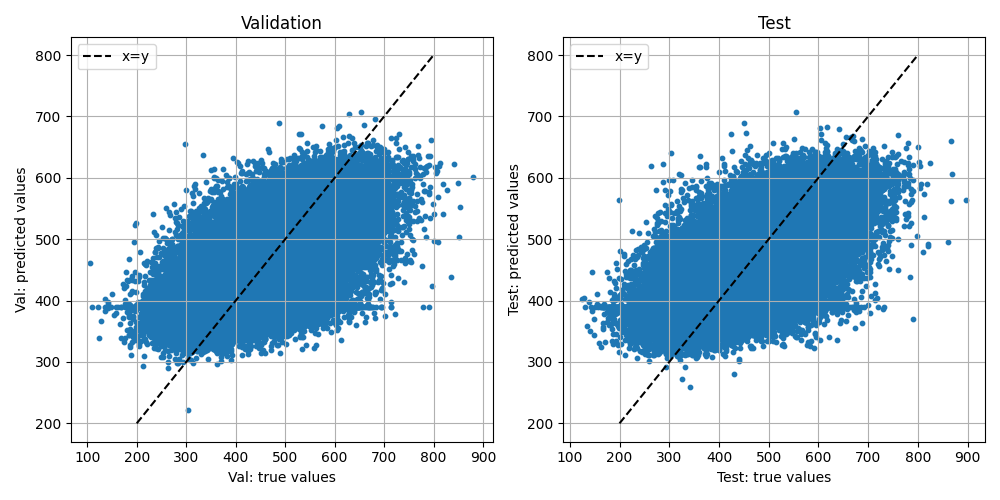 Validation
x=y
800
700
600
500
400
300
200
Val: predicted values
100 200 300 400 500 600 700 800 900
Val: true values
Test
x=y
800
700
600
500
400
300
200
Test: predicted values
100 200 300 400 500 600 700 800 900
Test: true values